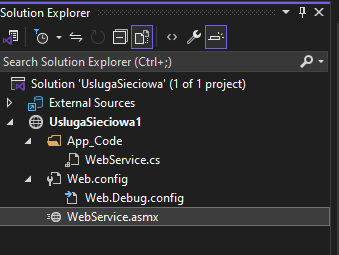 Solution Explorer
Search Solution Explorer (Ctrl+;)
Solution 'UslugaSieciowa' (1 of 1 project)
External Sources
UslugaSieciowa1
App_Code
WebService.cs
Web.config
Web.Debug.config
WebService.asmx